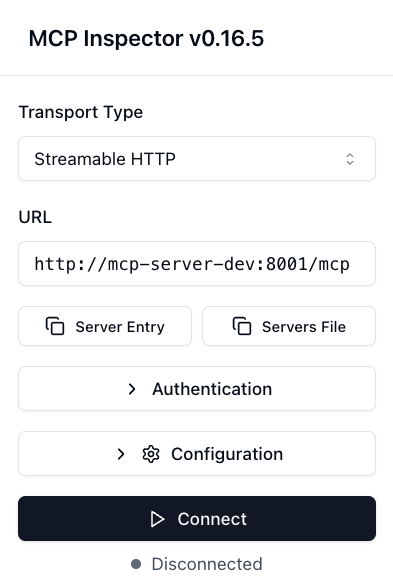 MCP Inspector v0.16.5
Transport Type
Streamable HTTP
URL
http://mcp-server-dev:8001/mcp
Server Entry
Servers File
Authentication
Configuration
Connect
Disconnected